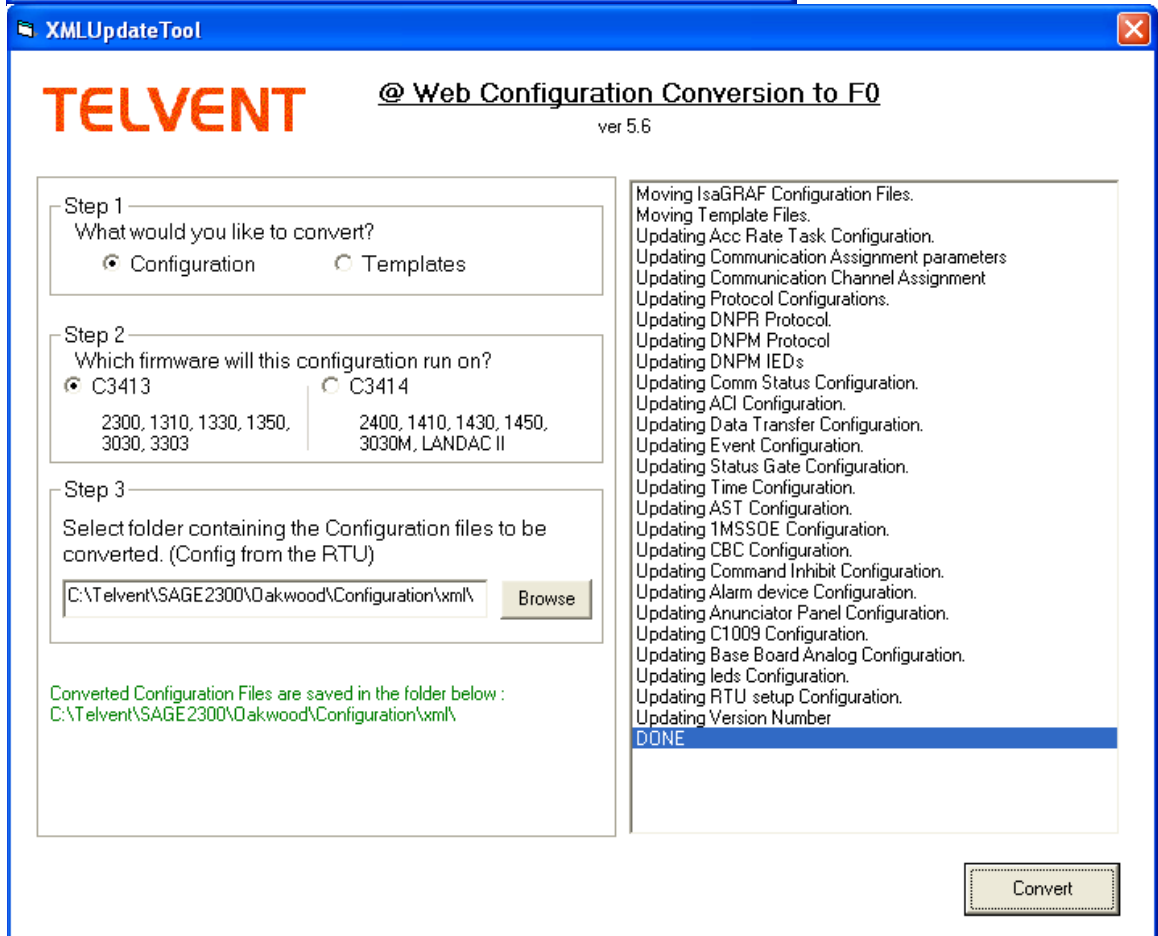 XMLUpdateTool
TELVENT
@ Web Configuration Conversion to F0
ver 5.6
Step 1
What would you like to convert?
Configuration
Templates
Step 2
Which firmware will this configuration run on?
C3413
C3414
2300, 1310, 1330, 1350,
3030, 3303
2400, 1410, 1430, 1450,
3030M, LANDAC II
Step 3
Select folder containing the Configuration files to be
converted. (Config from the RTU)
C:\Telvent\SAGE2300\Oakwood\Configuration\xml\
Browse
Converted Configuration Files are saved in the folder below :
C:\Telvent\SAGE2300\Oakwood\Configuration\xml\
Moving IsaGRAF Configuration Files.
Moving Template Files.
Updating Acc Rate Task Configuration.
Updating Communication Assignment parameters
Updating Communication Channel Assignment
Updating Protocol Configurations.
Updating DNPR Protocol.
Updating DNPM Protocol
Updating DNPM IEDs
Updating Comm Status Configuration.
Updating ACI Configuration.
Updating Data Transfer Configuration.
Updating Event Configuration.
Updating Status Gate Configuration.
Updating Time Configuration.
Updating AST Configuration.
Updating 1MSSOE Configuration.
Updating CBC Configuration.
Updating Command Inhibit Configuration.
Updating Alarm device Configuration.
Updating Anunciator Panel Configuration.
Updating C1009 Configuration.
Updating Base Board Analog Configuration.
Updating leds Configuration.
Updating RTU setup Configuration.
Updating Version Number
DONE
Convert